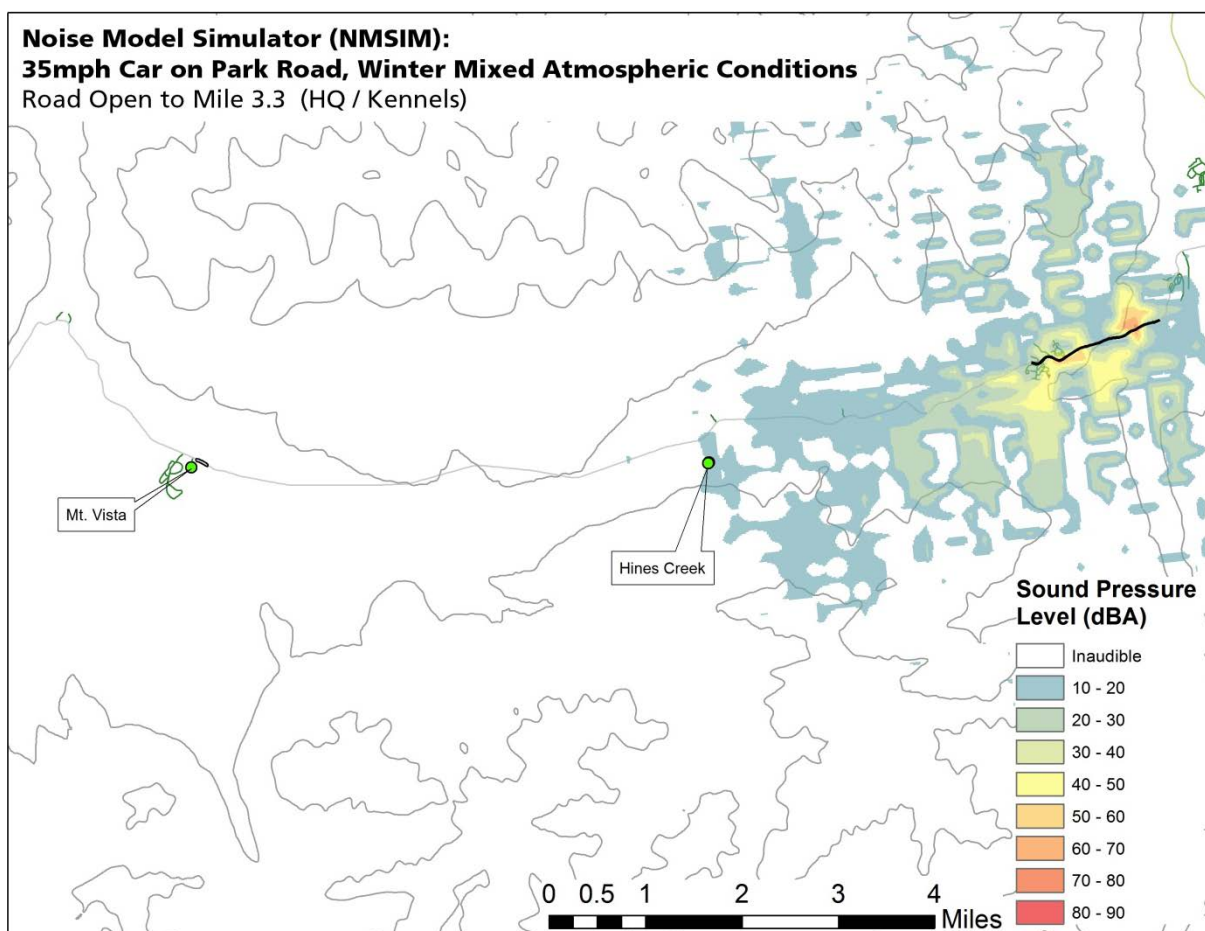 Noise Model Simulator (NMSIM):
35mph Car on Park Road, Winter Mixed Atmospheric Conditions
Road Open to Mile 3.3 (HQ / Kennels)
Mt. Vista
Hines Creek
Sound Pressure
Level (dBA)
Inaudible
10 - 20
20 - 30
30 - 40
40 - 50
50 - 60
60 - 70
70 - 80
80 - 90
0 0.5 1 2 3 4
Miles